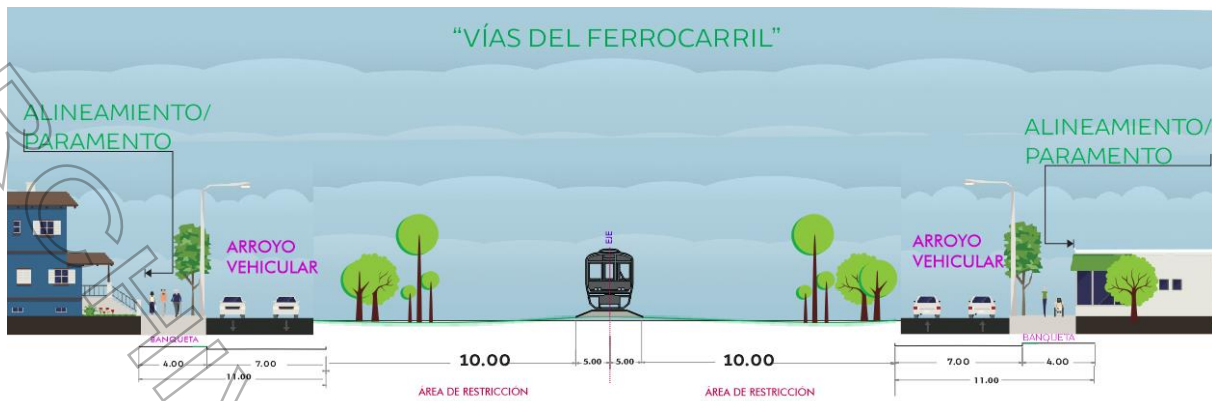 “VÍAS DEL FERROCARRIL”
ALINEAMIENTO/
PARAMENTO
ALINEAMIENTO/
PARAMENTO
EJE
ARROYO
VEHICULAR
ARROYO
VEHICULAR
BANQUETA
BANQUETA
4.00 7.00 10.00 5.00 5.00 10.00 7.00 4.00
11.00 11.00
ÁREA DE RESTRICCION ÁREA DE RESTRICCIÓN